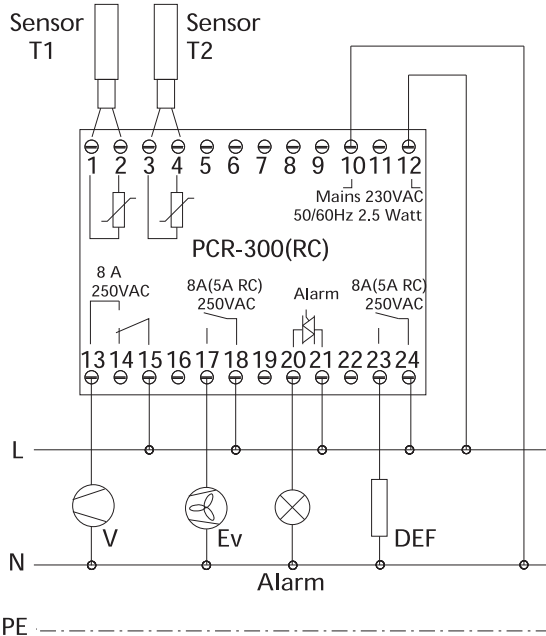 Sensor Sensor
T1 T2
1 2 3 4 5 6 7 8 9 10 11 12
Mains 230VAC
50/60Hz 2.5 Watt
PCR-300(RC)
8 A
250VAC
8A(5A RC)
250VAC
Alarm
8A(5A RC)
250VAC
13 14 15 16 17 18 19 20 21 22 23 24
L
V Ev DEF
N
Alarm
PE